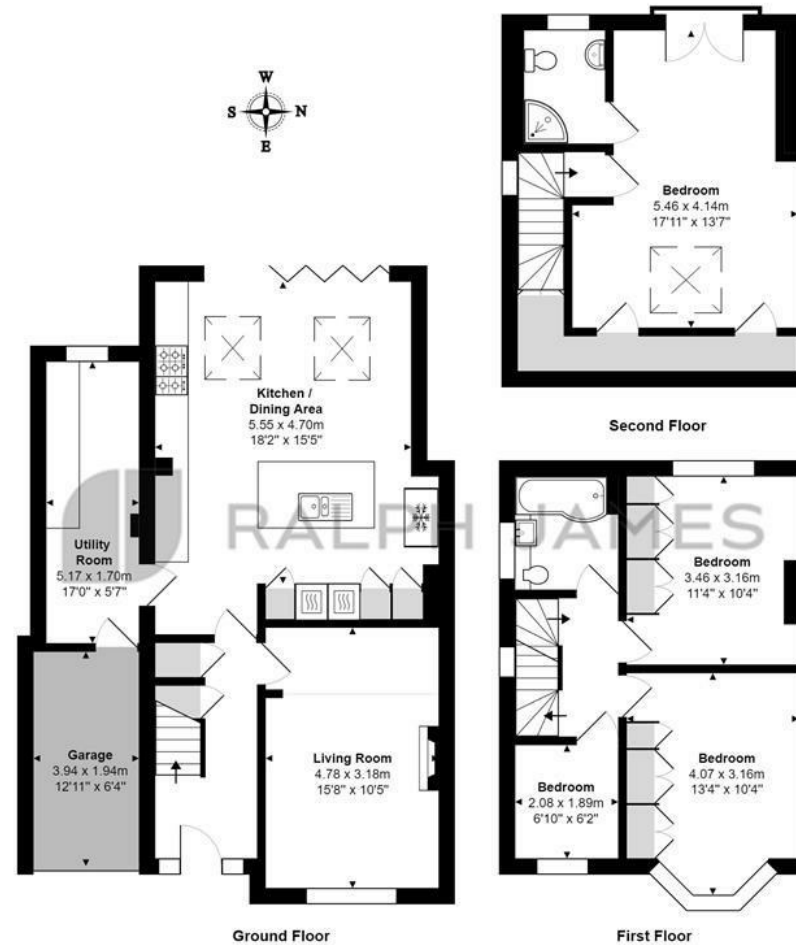 W
S
N
E
Kitchen /
Dining Area
5.55 x 4.70m
18'2" x 15'5"
Utility
Room
5.17 x 1.70m
17'0" x 5'7"
Garage
3.94 x 1.94m
12'11" x 6'4"
Living Room
4.78 x 3.18m
15'8" x 10'5"
Ground Floor
Bedroom
5.46 x 4.14m
17'11" x 13'7"
Second Floor
Bedroom
3.46 x 3.16m
11'4" x 10'4"
Bedroom
4.07 x 3.16m
13'4" x 10'4"
Bedroom
2.08 x 1.89m
6'10" x 6'2"
First Floor
RALPH JAMES